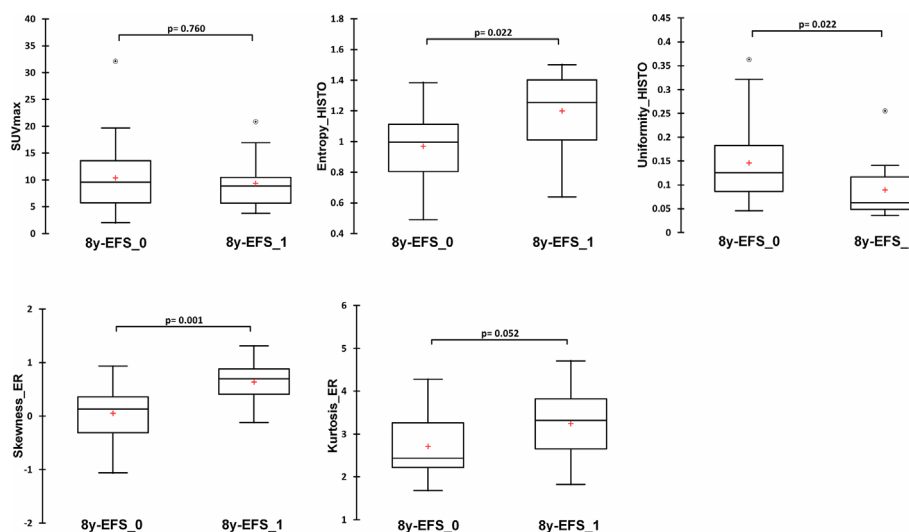 40
35
30
25
20
15
10
5
0
SUVmax
p= 0.760
8y-EFS_0
8y-EFS_1
1.8
1.6
1.4
1.2
1
0.8
0.6
0.4
Entropy_HISTO
p= 0.022
8y-EFS_0
8y-EFS_1
0.45
0.4
0.35
0.3
0.25
0.2
0.15
0.1
0.05
0
Uniformity_HISTO
p= 0.022
8y-EFS_0
8y-EFS_
2
1
0
-1
-2
Skewness_ER
p= 0.001
8y-EFS_0
8y-EFS_1
6
5
4
3
2
1
Kurtosis_ER
p= 0.052
8y-EFS_0
8y-EFS_1